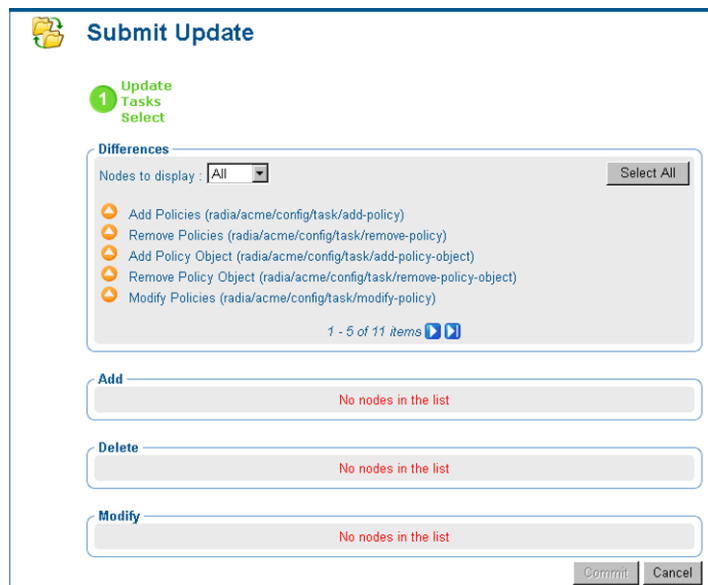 Submit Update
1
Update
Tasks
Select
Differences
Nodes to display : All
Select All
Add Policies (radia/acme/config/task/add-policy)
Remove Policies (radia/acme/config/task/remove-policy)
Add Policy Object (radia/acme/config/task/add-policy-object)
Remove Policy Object (radia/acme/config/task/remove-policy-object)
Modify Policies (radia/acme/config/task/modify-policy)
1 - 5 of 11 items
Add
No nodes in the list
Delete
No nodes in the list
Modify
No nodes in the list
Commit Cancel